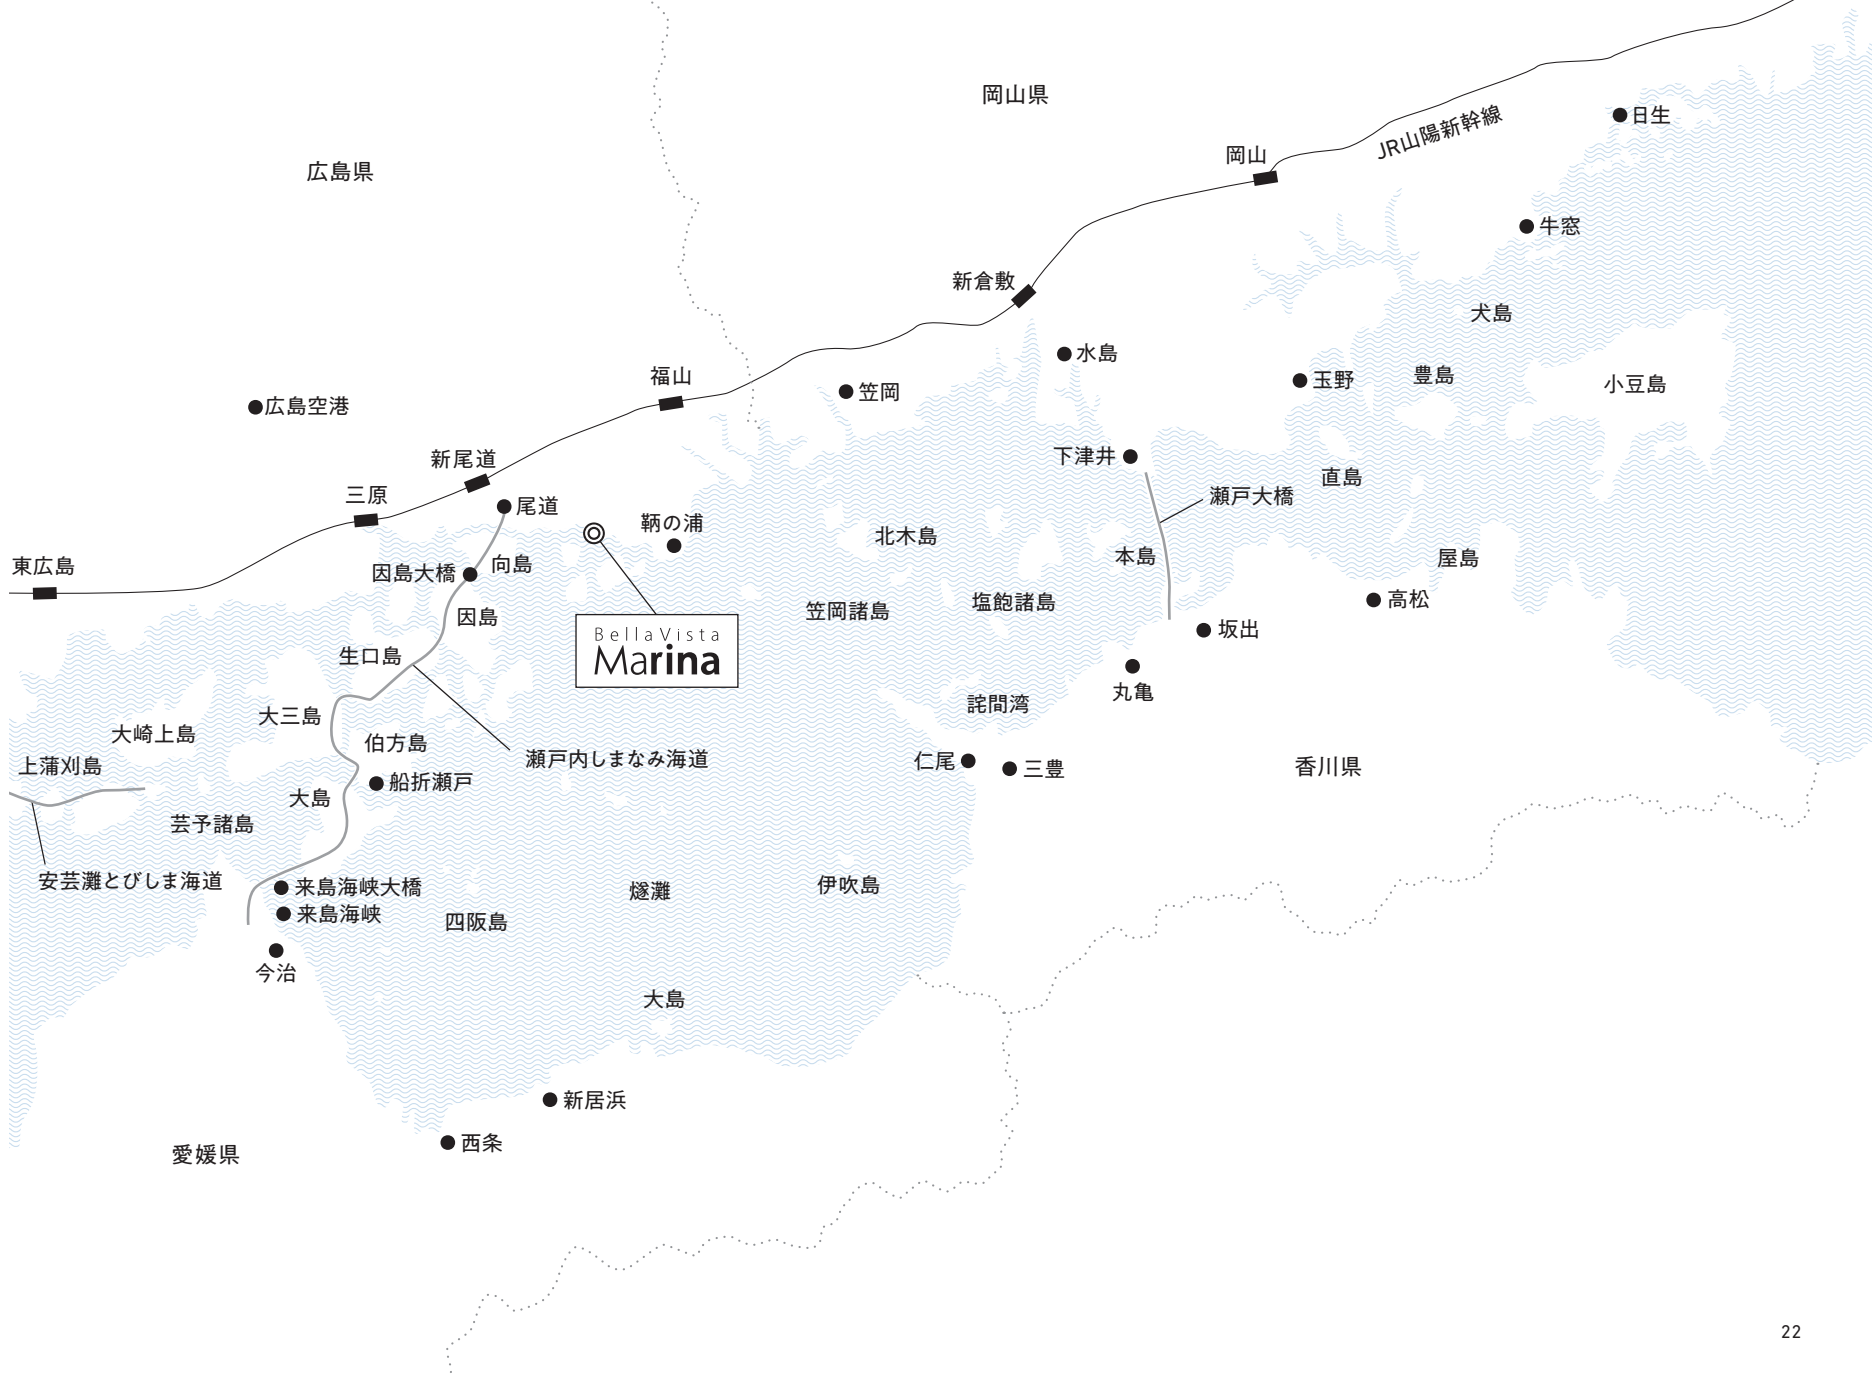 岡山県
JR山陽新幹線
日生
岡山
広島県
牛窓
新倉敷
犬島
水島
福山
笠岡
玉野
豊島
小豆島
広島空港
新尾道
下津井
直島
三原
瀬戸大橋
尾道
鞆の浦
北木島
本島
屋島
東広島
因島大橋
向島
因島
笠岡諸島
塩飽諸島
高松
坂出
BellaVista
Marina
生口島
丸亀
大三島
詫間湾
大崎上島
伯方島
瀬戸内しまなみ海道
仁尾
三豊
香川県
上蒲刈島
船折瀬戸
大島
芸予諸島
安芸灘とびしま海道
来島海峡大橋
来島海峡
四阪島
燧灘
伊吹島
今治
大島
新居浜
西条
愛媛県
22